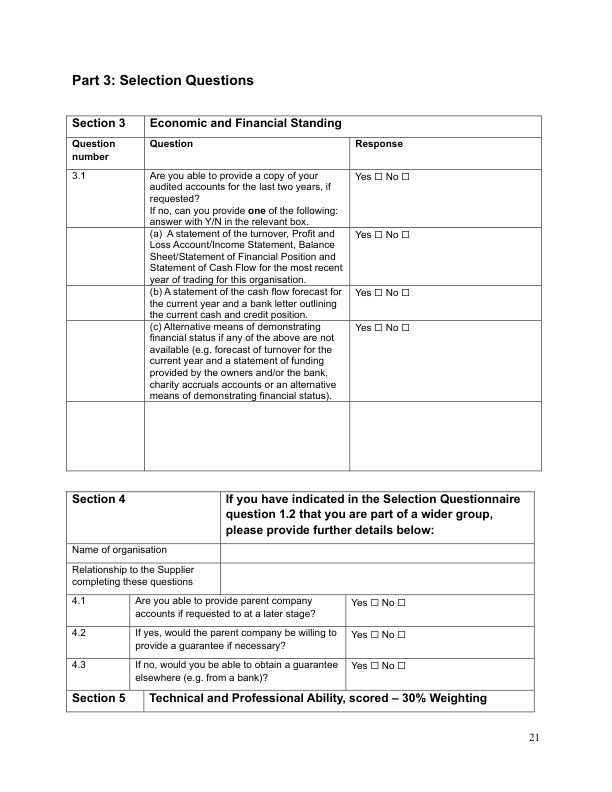 Part 3: Selection Questions
Section 3 Economic and Financial Standing
Question Question Response
number
3.1 Are you able to provide a copy of your Yes ☐ No ☐
audited accounts for the last two years, if
requested?
If no, can you provide one of the following:
answer with Y/N in the relevant box.
(a) A statement of the turnover, Profit and Yes ☐ No ☐
Loss Account/Income Statement, Balance
Sheet/Statement of Financial Position and
Statement of Cash Flow for the most recent
year of trading for this organisation.
(b) A statement of the cash flow forecast for Yes ☐ No ☐
the current year and a bank letter outlining
the current cash and credit position.
(c) Alternative means of demonstrating Yes ☐ No ☐
financial status if any of the above are not
available (e.g. forecast of turnover for the
current year and a statement of funding
provided by the owners and/or the bank,
charity accruals accounts or an alternative
means of demonstrating financial status).
Section 4 If you have indicated in the Selection Questionnaire
question 1.2 that you are part of a wider group,
please provide further details below:
Name of organisation
Relationship to the Supplier
completing these questions
4.1 Are you able to provide parent company Yes ☐ No ☐
accounts if requested to at a later stage?
4.2 If yes, would the parent company be willing to Yes ☐ No ☐
provide a guarantee if necessary?
4.3 If no, would you be able to obtain a guarantee Yes ☐ No ☐
elsewhere (e.g. from a bank)?
Section 5 Technical and Professional Ability, scored – 30% Weighting
21